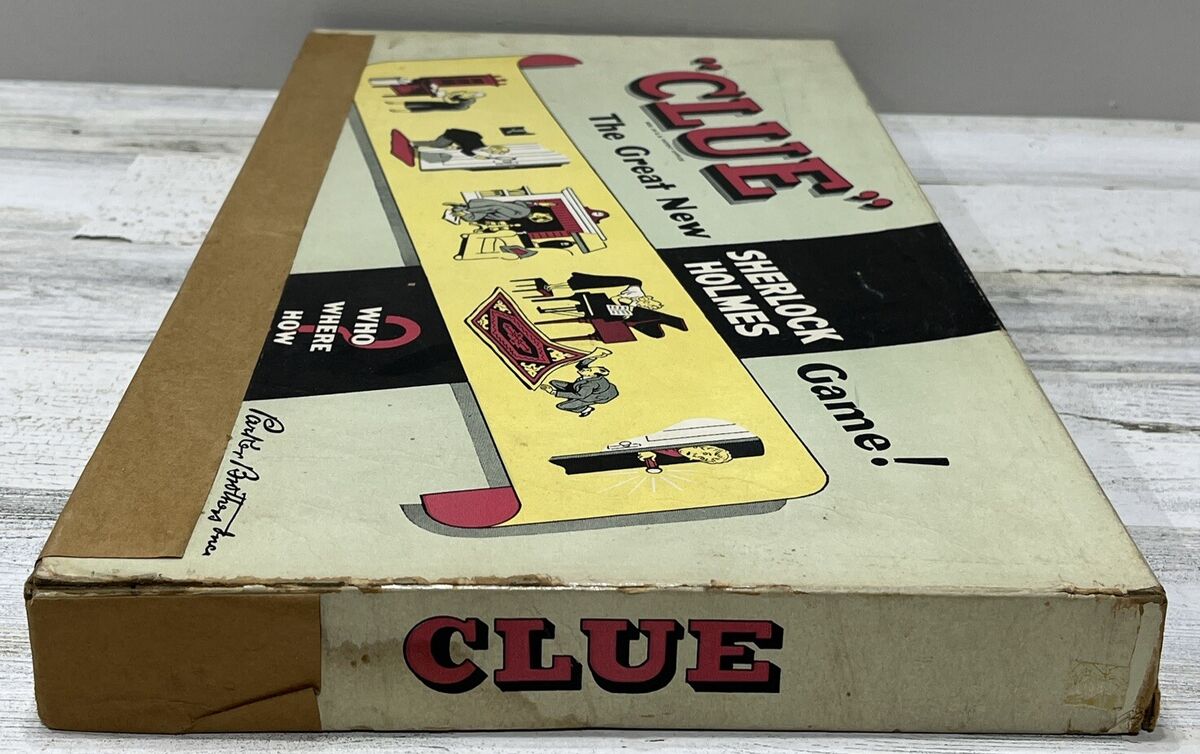 "CLUE"
The Great New
SHERLOCK
HOLMES
Game!
WHO
WHERE
HOW
?
Parker Brothers Inc
CLUE